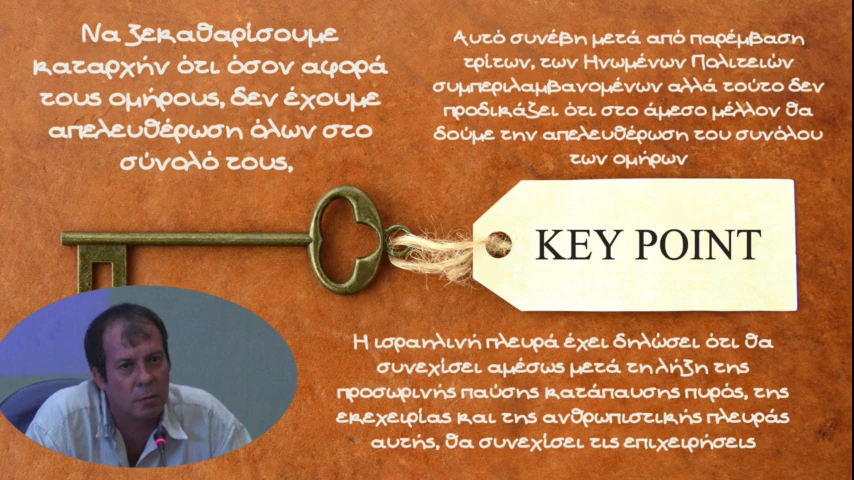 Να ξεκαθαρίσουμε
καταρχήν ότι όσον αφορά
τους ομήρους, δεν έχουμε
απελευθέρωση όλων στο
σύνολό τους,
Αυτό συνέβη μετά από παρέμβαση
τρίτων, των Ηνωμένων Πολιτειών
συμπεριλαμβανομένων αλλά τούτο δεν
προδικάζει ότι στο άμεσο μέλλον θα
δούμε την απελευθέρωση του συνόλου
των ομήρων
KEY POINT
Η ισραηλινή πλευρά έχει δηλώσει ότι θα
συνεχίσει αμέσως μετά τη λήξη της
προσωρινής παύσης κατάπαυσης πυρός, της
εκεχειρίας και της ανθρωπιστικής πλευράς
αυτής, θα συνεχίσει τις επιχειρήσεις